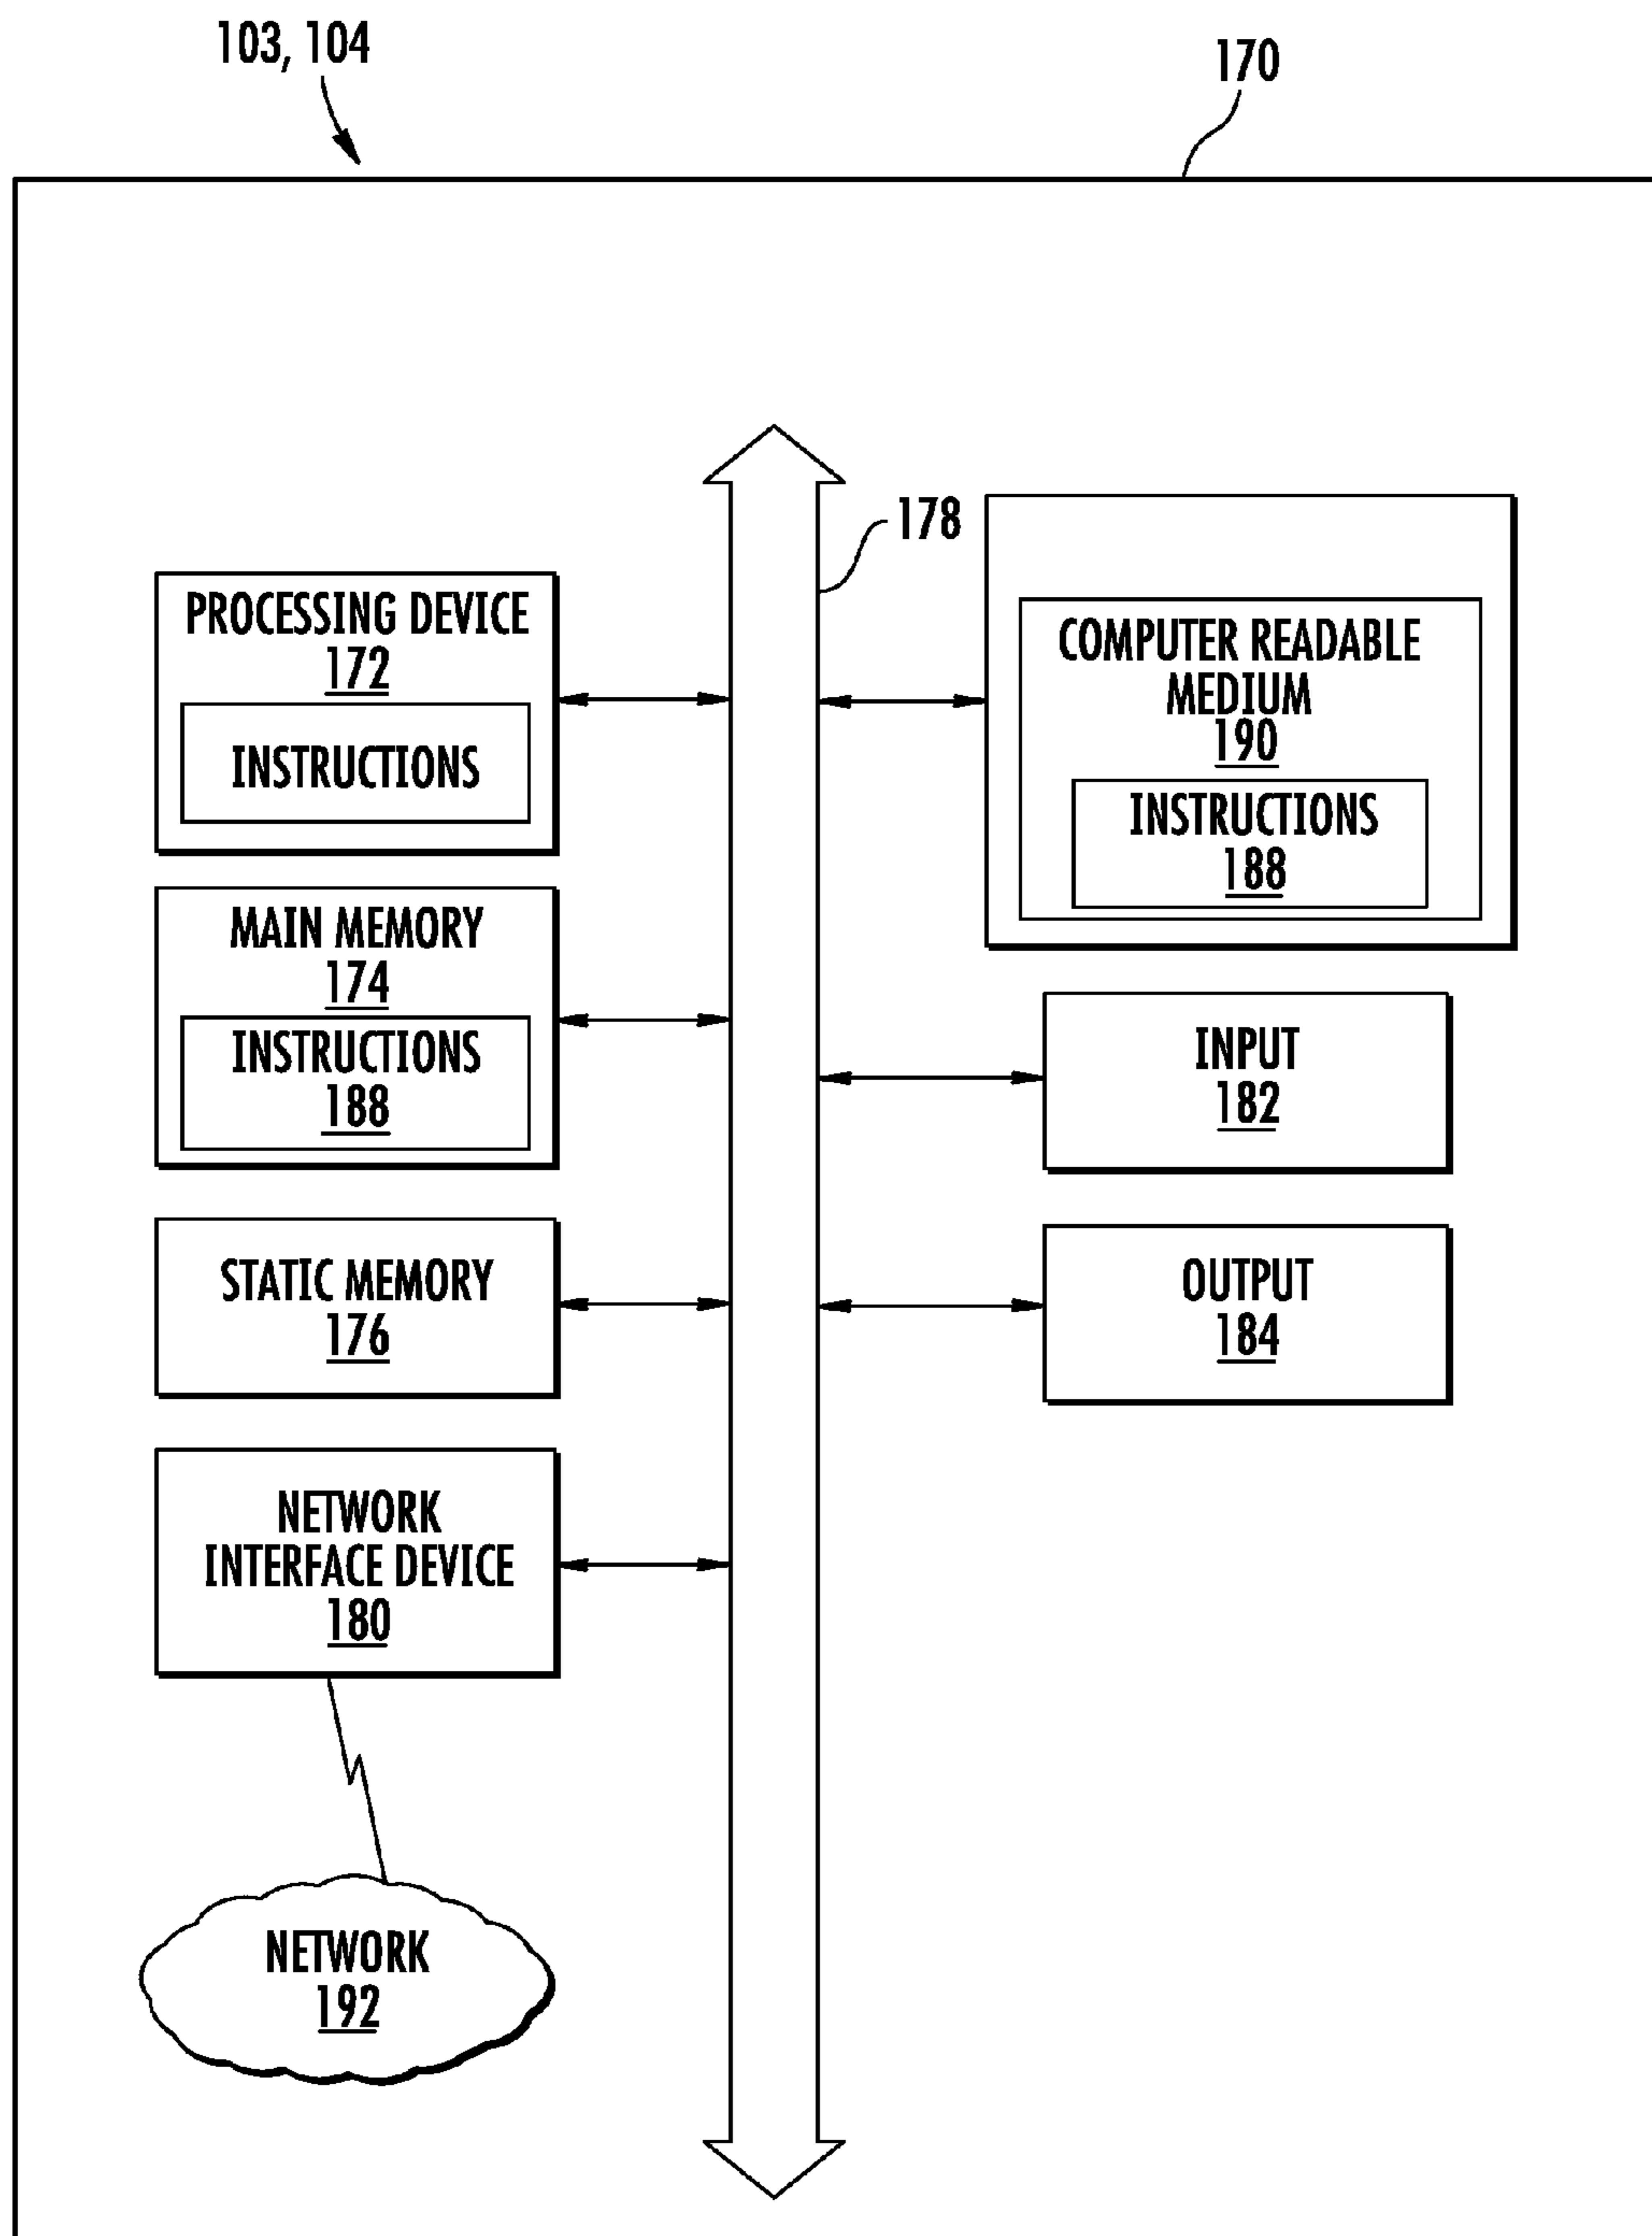 103, 104
170
178
PROCESSING DEVICE
172
INSTRUCTIONS
MAIN MEMORY
174
INSTRUCTIONS
188
STATIC MEMORY
176
NETWORK
INTERFACE DEVICE
180
NETWORK
192
COMPUTER READABLE
MEDIUM
190
INSTRUCTIONS
188
INPUT
182
OUTPUT
184